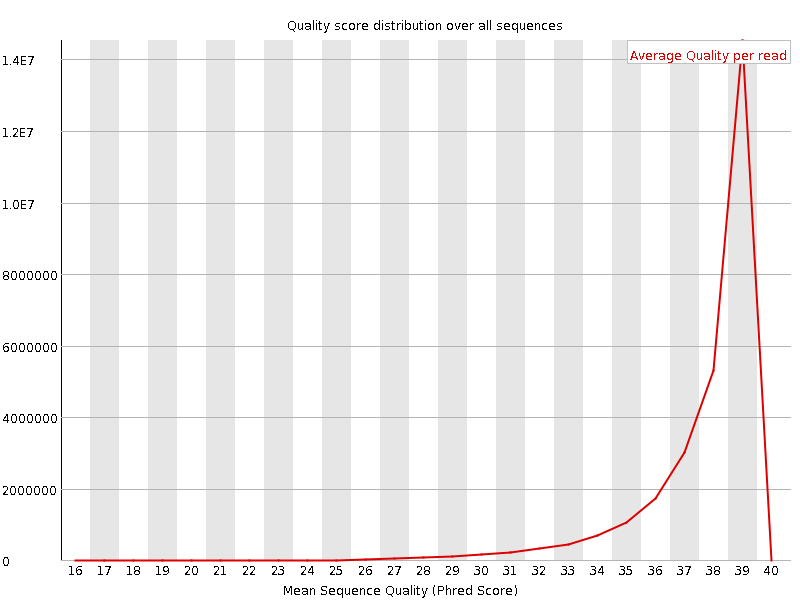 Quality score distribution over all sequences
Average Quality per read
1.4E7
1.2E7
1.0E7
8000000
6000000
4000000
2000000
0
16 17 18 19 20 21 22 23 24 25 26 27 28 29 30 31 32 33 34 35 36 37 38 39 40
Mean Sequence Quality (Phred Score)